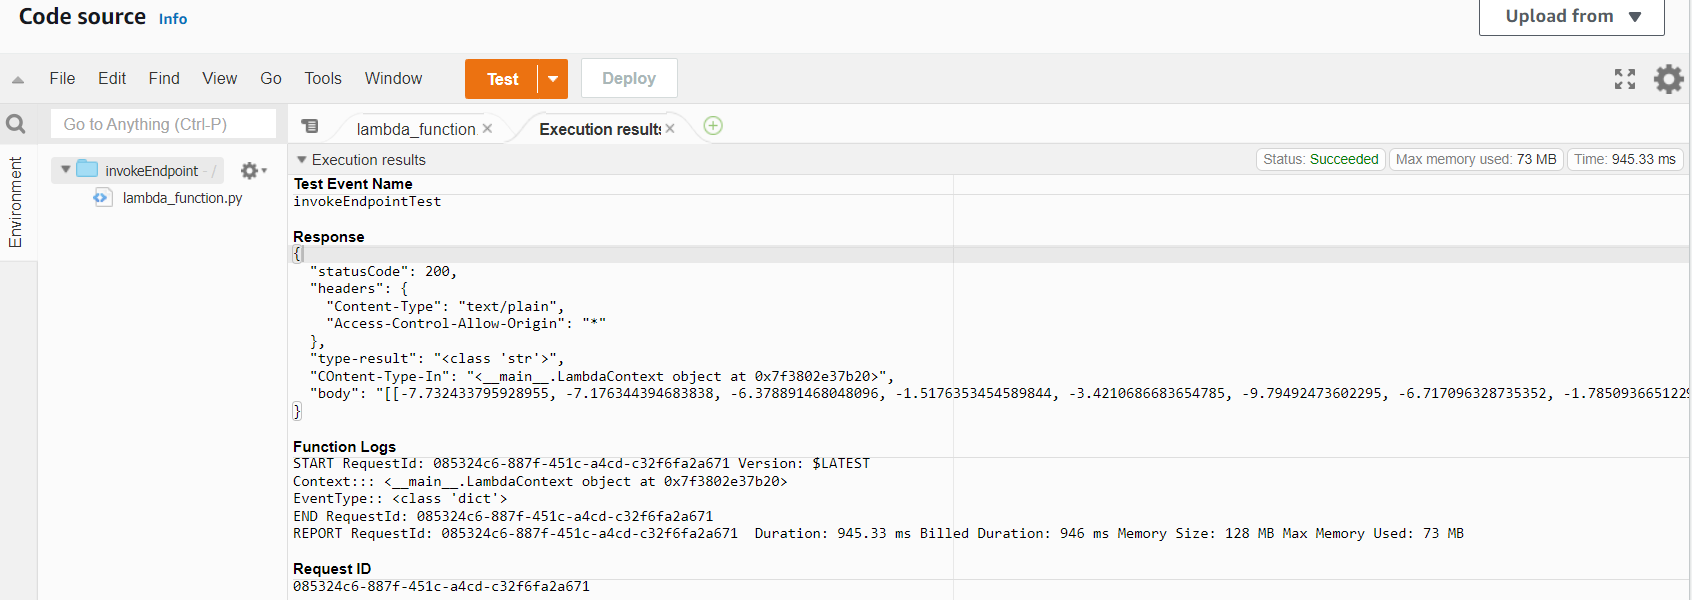 Code source Info
Upload from
File Edit Find View Go Tools Window Test Deploy
Go to Anything (Ctrl-P)
lambda_function.
Execution results
Environment
invokeEndpoint - /
lambda_function.py
Execution results
Status: Succeeded Max memory used: 73 MB Time: 945.33 ms
Test Event Name
invokeEndpointTest
Response
{
"statusCode": 200,
"headers": {
"Content-Type": "text/plain",
"Access-Control-Allow-Origin": "*"
},
"type-result": "<class 'str'>",
"COntent-Type-In": "<__main__.LambdaContext object at 0x7f3802e37b20>",
"body": "[[-7.732433795928955, -7.176344394683838, -6.378891468048096, -1.5176353454589844, -3.4210686683654785, -9.79492473602295, -6.717096328735352, -1.7850936651229
}
Function Logs
START RequestId: 085324c6-887f-451c-a4cd-c32f6fa2a671 Version: $LATEST
Context::: <__main__.LambdaContext object at 0x7f3802e37b20>
EventType:: <class 'dict'>
END RequestId: 085324c6-887f-451c-a4cd-c32f6fa2a671
REPORT RequestId: 085324c6-887f-451c-a4cd-c32f6fa2a671 Duration: 945.33 ms Billed Duration: 946 ms Memory Size: 128 MB Max Memory Used: 73 MB
Request ID
085324c6-887f-451c-a4cd-c32f6fa2a671